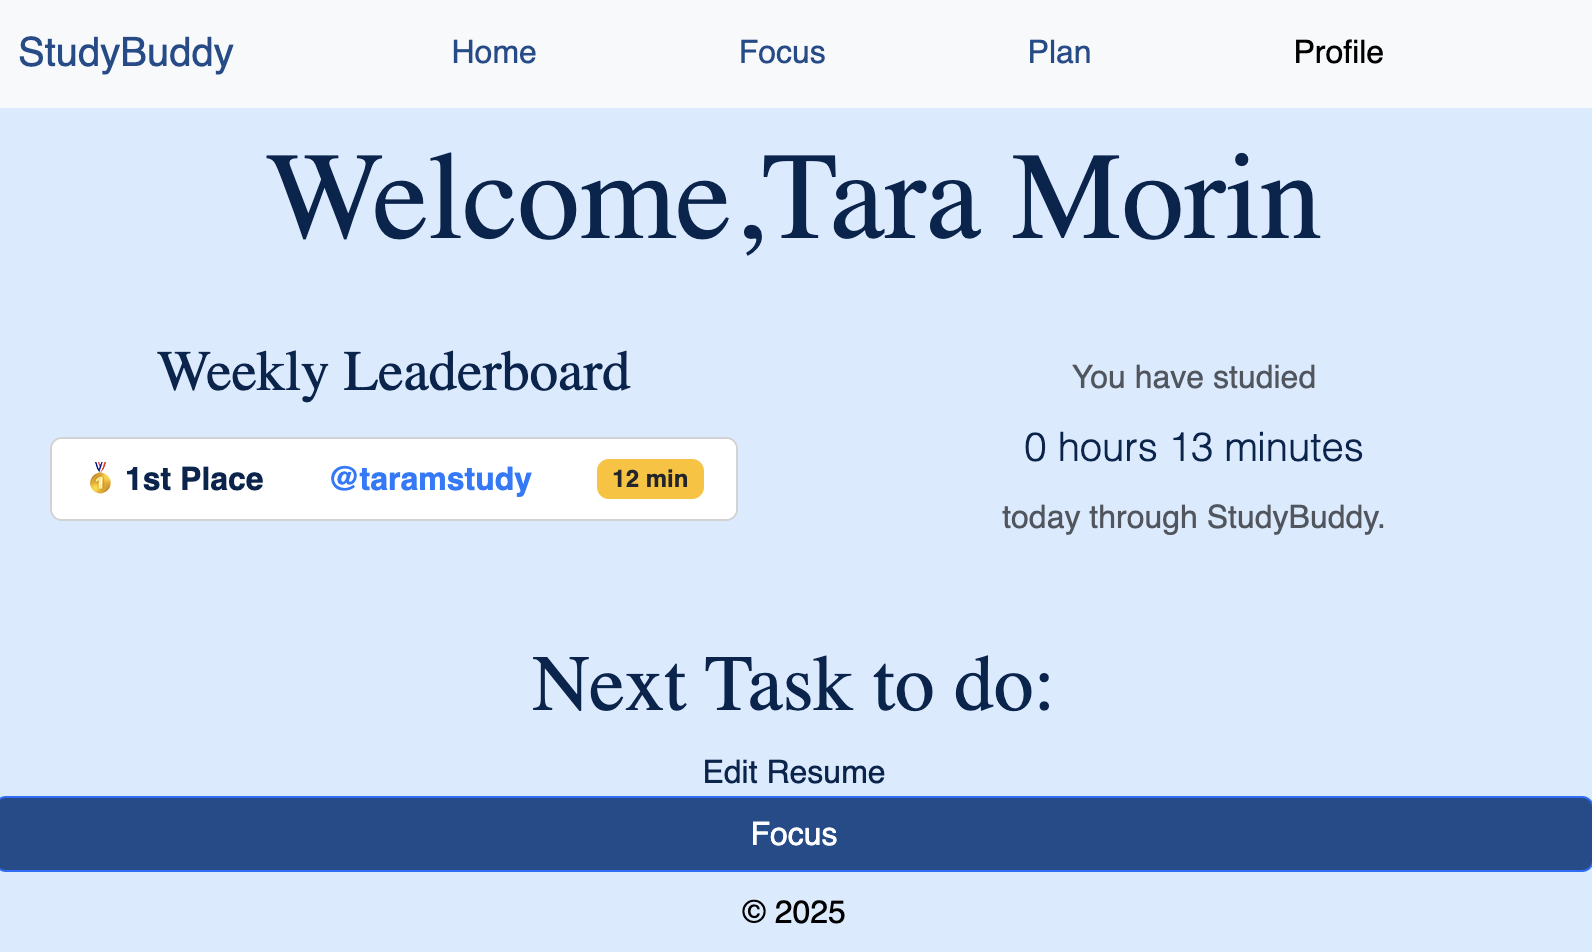 StudyBuddy Home Focus Plan Profile
Welcome,Tara Morin
Weekly Leaderboard
1st Place @taramstudy 12 min
You have studied
0 hours 13 minutes
today through StudyBuddy.
Next Task to do:
Edit Resume
Focus
© 2025